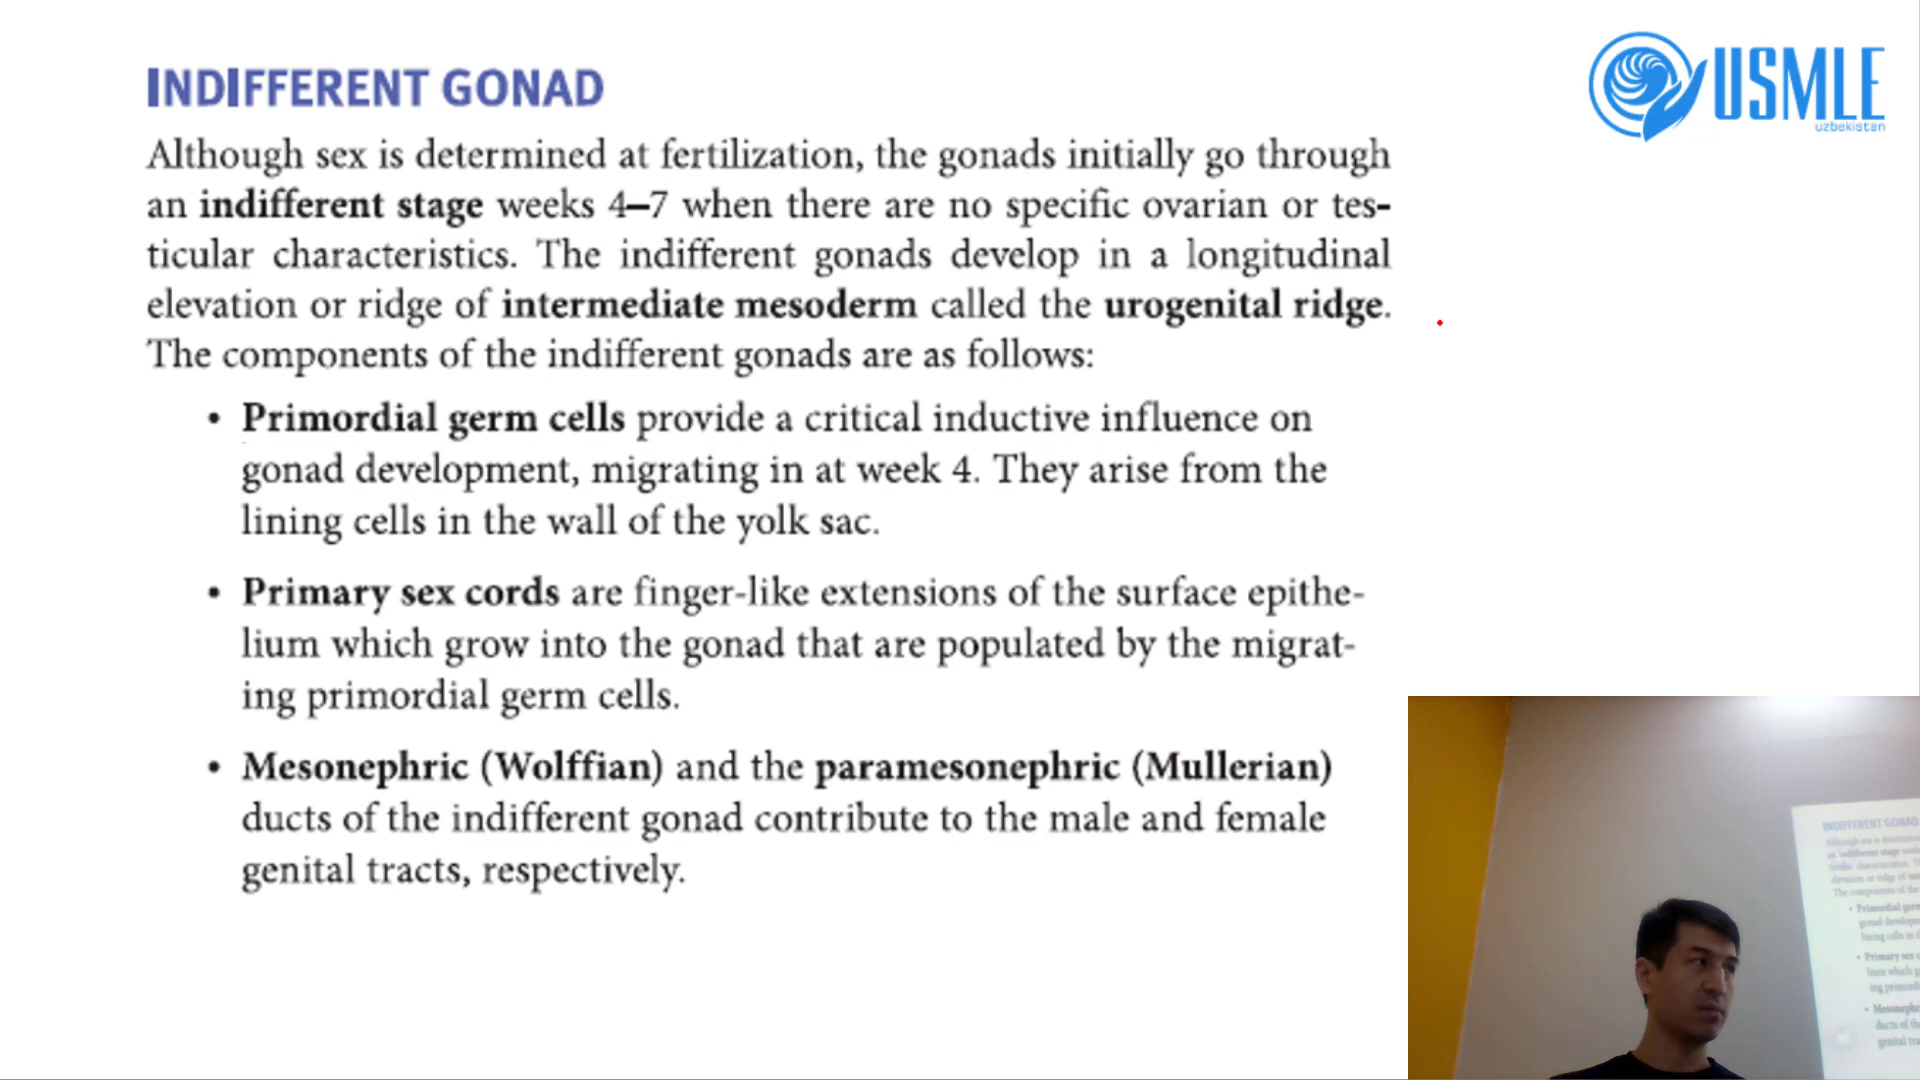 INDIFFERENT GONAD
USMLE
uzbekistan
Although sex is determined at fertilization, the gonads initially go through
an indifferent stage weeks 4–7 when there are no specific ovarian or tes-
ticular characteristics. The indifferent gonads develop in a longitudinal
elevation or ridge of intermediate mesoderm called the urogenital ridge.
The components of the indifferent gonads are as follows:
• Primordial germ cells provide a critical inductive influence on
gonad development, migrating in at week 4. They arise from the
lining cells in the wall of the yolk sac.
• Primary sex cords are finger-like extensions of the surface epithe-
lium which grow into the gonad that are populated by the migrat-
ing primordial germ cells.
• Mesonephric (Wolffian) and the paramesonephric (Mullerian)
ducts of the indifferent gonad contribute to the male and female
genital tracts, respectively.
INDIFFERENT GONAD